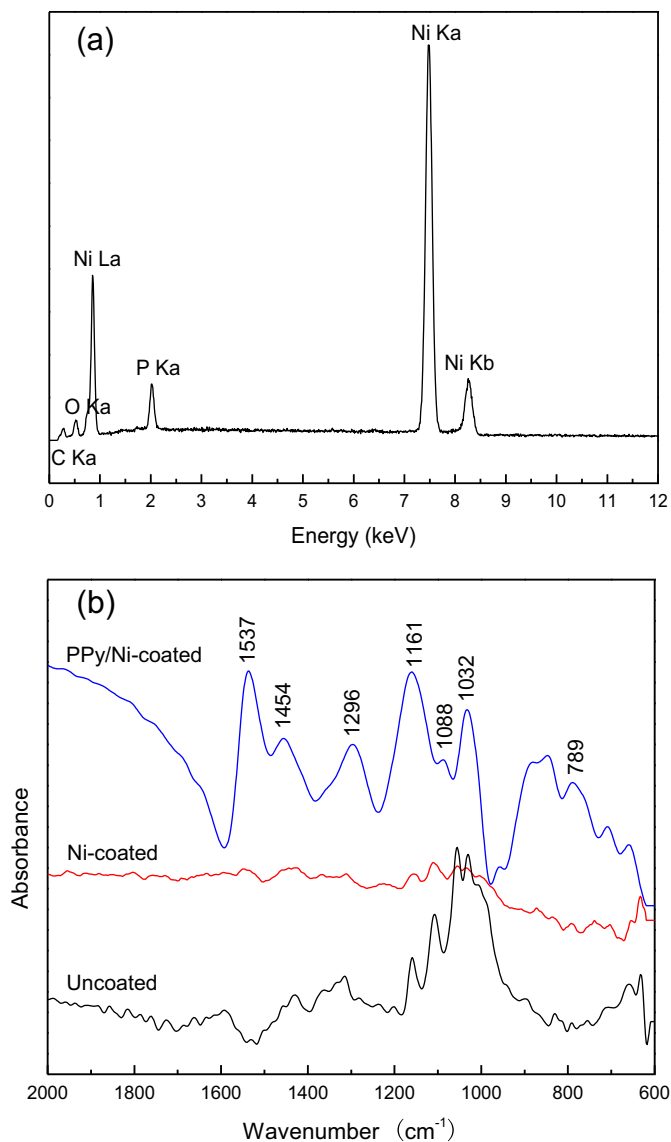 (a)
Ni Ka
Ni La
P Ka
Ni Kb
O Ka
C Ka
0 1 2 3 4 5 6 7 8 9 10 11 12
Energy (keV)
(b)
PPy/Ni-coated
1537
1454
1296
1161
1088
1032
789
Ni-coated
Uncoated
Absorbance
2000 1800 1600 1400 1200 1000 800 600
Wavenumber （cm-1)